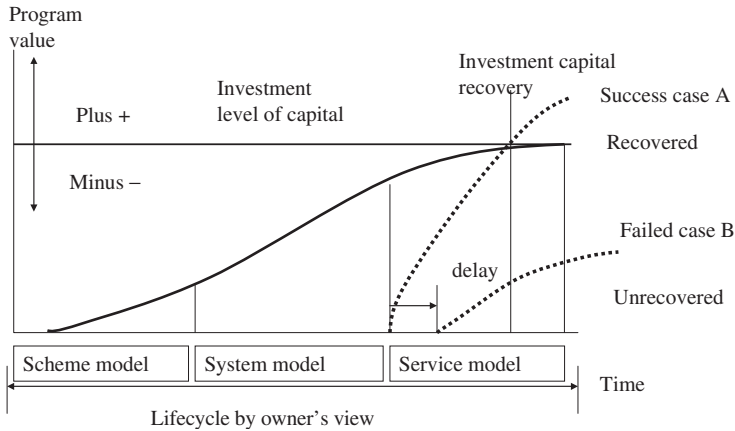 Program
value
Investment capital
recovery
Investment
level of capital
Success case A
Plus +
Recovered
Minus −
Failed case B
delay
Unrecovered
Scheme model
System model
Service model
Time
Lifecycle by owner's view